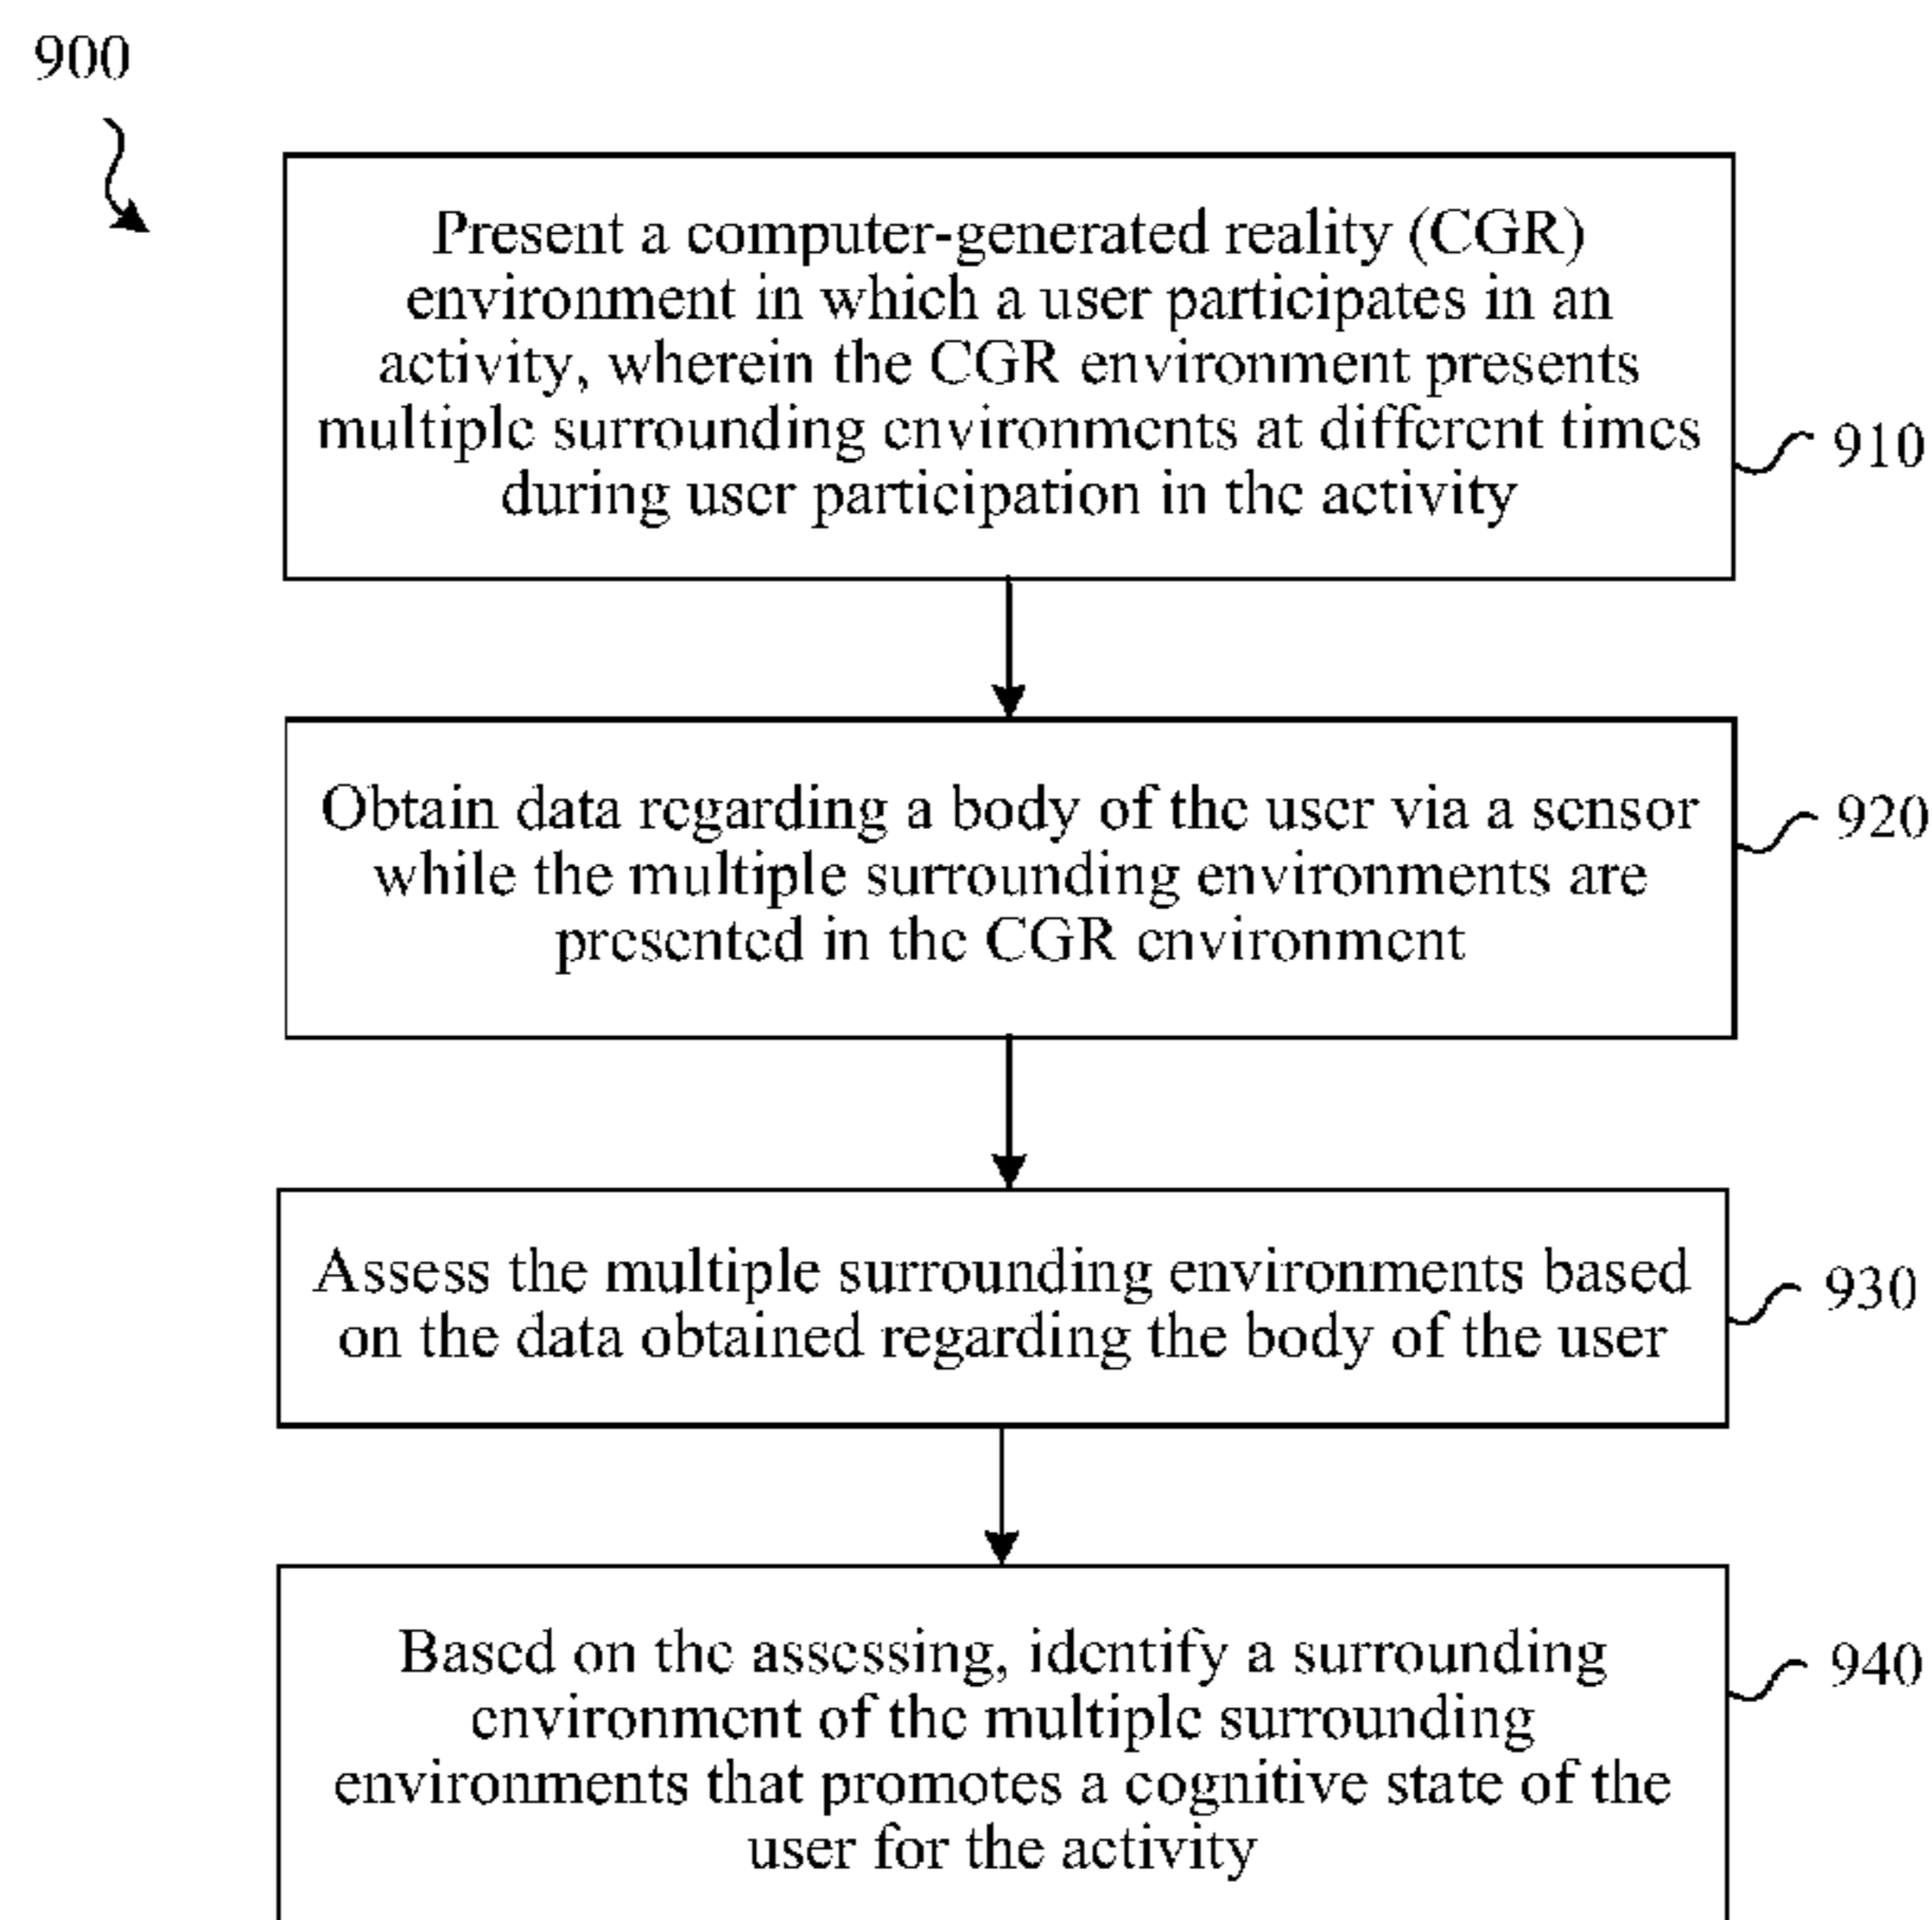 900
Present a computer-generated reality (CGR)
environment in which a user participates in an
activity, wherein the CGR environment presents
multiple surrounding environments at different times
during user participation in the activity
910
Obtain data regarding a body of the user via a sensor
while the multiple surrounding environments are
presented in the CGR environment
920
Assess the multiple surrounding environments based
on the data obtained regarding the body of the user
930
Based on the assessing, identify a surrounding
environment of the multiple surrounding
environments that promotes a cognitive state of the
user for the activity
940